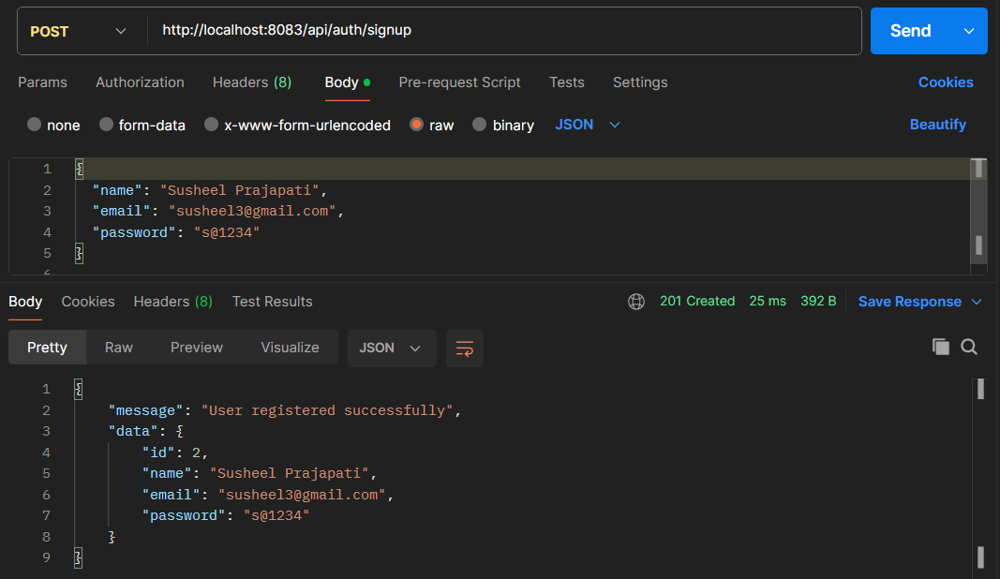 POST http://localhost:8083/api/auth/signup Send
Params Authorization Headers (8) Body Pre-request Script Tests Settings Cookies
none form-data x-www-form-urlencoded raw binary JSON Beautify
1 {
2 "name": "Susheel Prajapati",
3 "email": "susheel3@gmail.com",
4 "password": "s@1234"
5 }
6
Body Cookies Headers (8) Test Results 201 Created 25 ms 392 B Save Response
Pretty Raw Preview Visualize JSON
1 {
2 "message": "User registered successfully",
3 "data": {
4 "id": 2,
5 "name": "Susheel Prajapati",
6 "email": "susheel3@gmail.com",
7 "password": "s@1234"
8 }
9 }